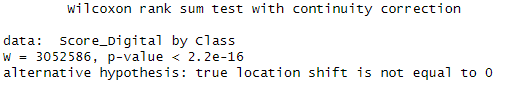 Wilcoxon rank sum test with continuity correction
data:  Score_Digital by Class
W = 3052586, p-value < 2.2e-16
alternative hypothesis: true location shift is not equal to 0